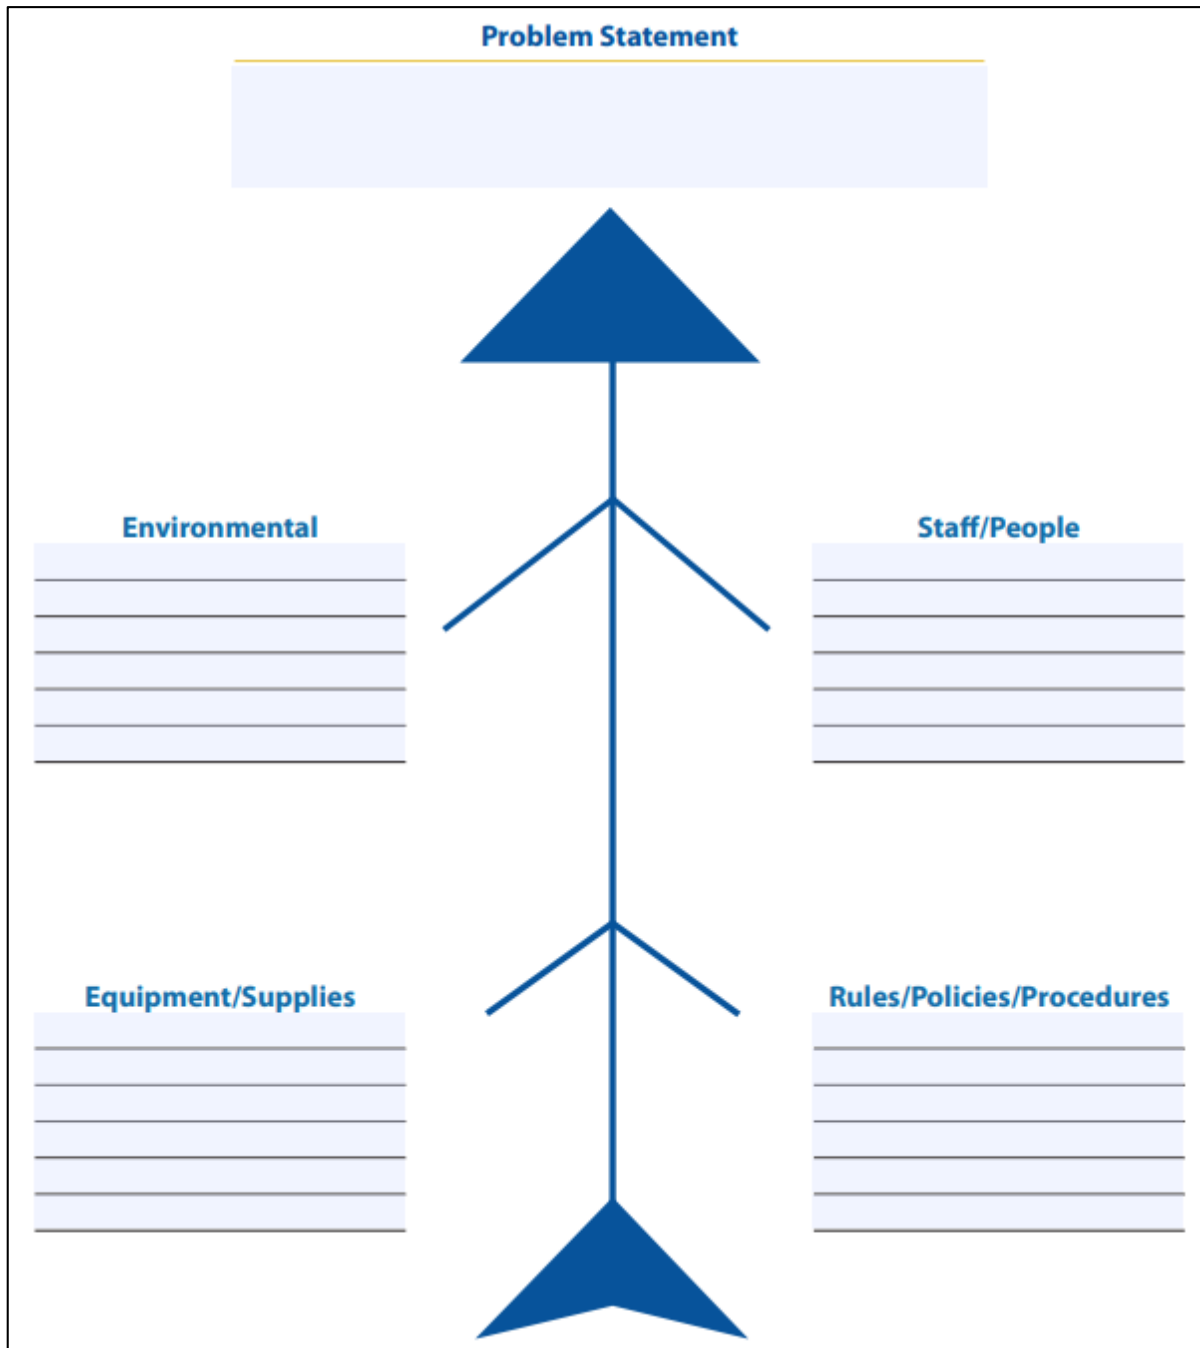 Problem Statement
Environmental
Staff/People
Equipment/Supplies
Rules/Policies/Procedures